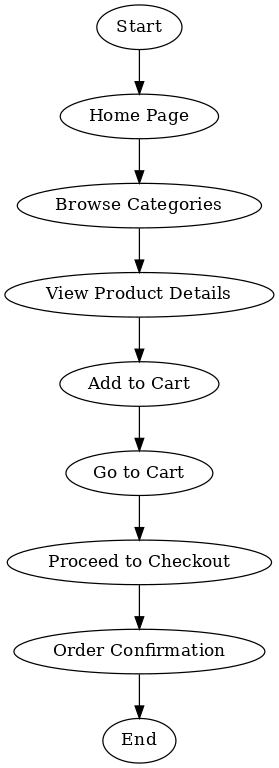 Start
Home Page
Browse Categories
View Product Details
Add to Cart
Go to Cart
Proceed to Checkout
Order Confirmation
End